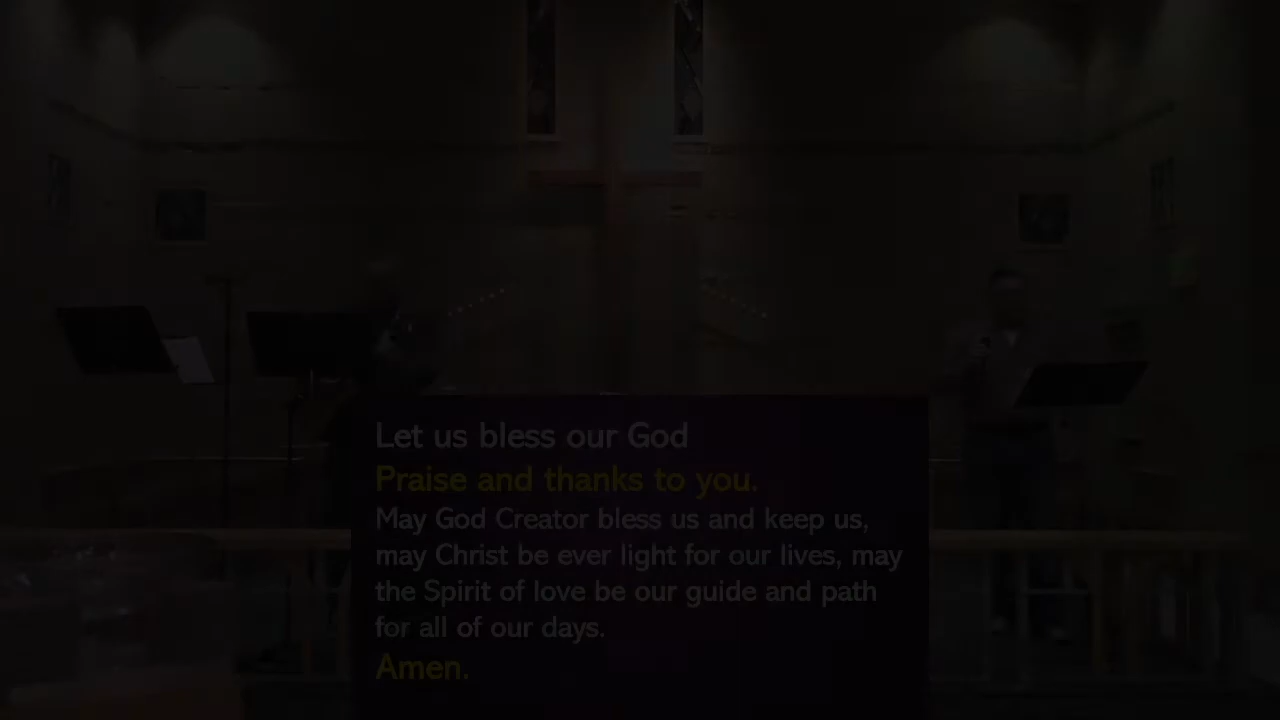 Let us bless our God
Praise and thanks to you.
May God Creator bless us and keep us,
may Christ be ever light for our lives, may
the Spirit of love be our guide and path
for all of our days.
Amen.